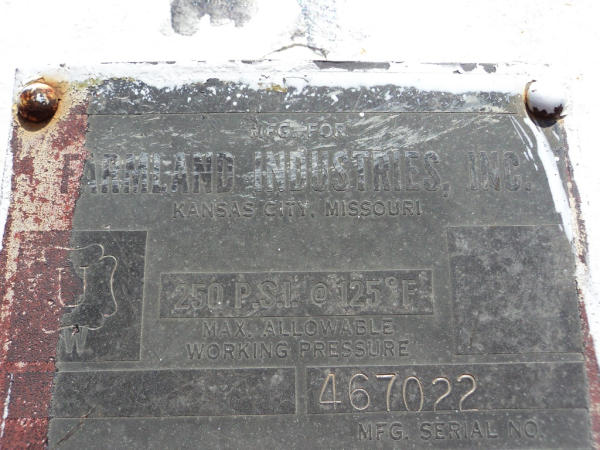 MFG. FOR
FARMLAND INDUSTRIES, INC.
KANSAS CITY, MISSOURI
U
W
250 P.S.I. @ 125°F
MAX. ALLOWABLE
WORKING PRESSURE
467022
MFG. SERIAL NO.